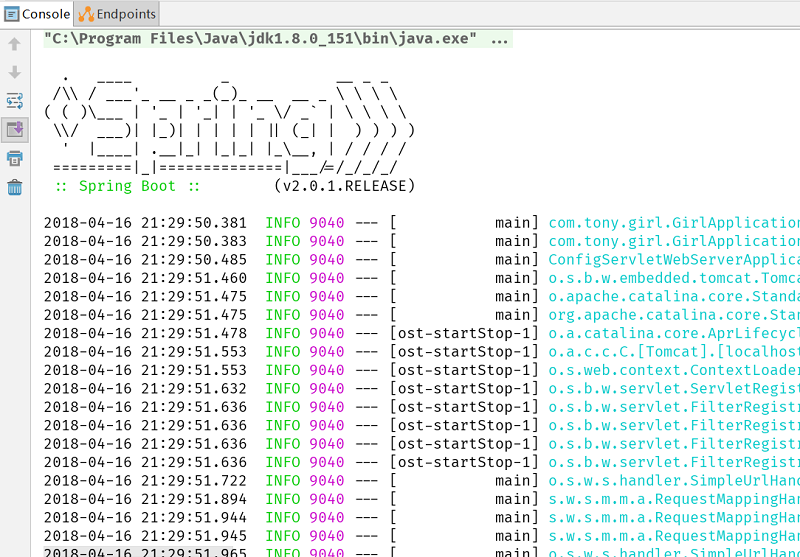 Console Endpoints
"C:\Program Files\Java\jdk1.8.0_151\bin\java.exe" ...
  .   ____          _            __ _ _
 /\\ / ___'_ __ _ _(_)_ __  __ _ \ \ \ \
( ( )\___ | '_ | '_| | '_ \/ _` | \ \ \ \
 \\/  ___)| |_)| | | | | || (_| |  ) ) ) )
  '  |____| .__|_| |_|_| |_\__, | / / / /
 =========|_|==============|___/=/_/_/_/
 :: Spring Boot ::        (v2.0.1.RELEASE)
2018-04-16 21:29:50.381  INFO 9040 --- [           main] com.tony.girl.GirlApplication
2018-04-16 21:29:50.383  INFO 9040 --- [           main] com.tony.girl.GirlApplication
2018-04-16 21:29:50.485  INFO 9040 --- [           main] ConfigServletWebServerApplica
2018-04-16 21:29:51.460  INFO 9040 --- [           main] o.s.b.w.embedded.tomcat.Tomca
2018-04-16 21:29:51.475  INFO 9040 --- [           main] o.apache.catalina.core.Standa
2018-04-16 21:29:51.475  INFO 9040 --- [           main] org.apache.catalina.core.Stan
2018-04-16 21:29:51.478  INFO 9040 --- [ost-startStop-1] o.a.catalina.core.AprLifecycl
2018-04-16 21:29:51.553  INFO 9040 --- [ost-startStop-1] o.a.c.c.C.[Tomcat].[localhost
2018-04-16 21:29:51.553  INFO 9040 --- [ost-startStop-1] o.s.web.context.ContextLoader
2018-04-16 21:29:51.632  INFO 9040 --- [ost-startStop-1] o.s.b.w.servlet.ServletRegist
2018-04-16 21:29:51.636  INFO 9040 --- [ost-startStop-1] o.s.b.w.servlet.FilterRegistr
2018-04-16 21:29:51.636  INFO 9040 --- [ost-startStop-1] o.s.b.w.servlet.FilterRegistr
2018-04-16 21:29:51.636  INFO 9040 --- [ost-startStop-1] o.s.b.w.servlet.FilterRegistr
2018-04-16 21:29:51.636  INFO 9040 --- [ost-startStop-1] o.s.b.w.servlet.FilterRegistr
2018-04-16 21:29:51.722  INFO 9040 --- [           main] o.s.w.s.handler.SimpleUrlHand
2018-04-16 21:29:51.894  INFO 9040 --- [           main] s.w.s.m.m.a.RequestMappingHan
2018-04-16 21:29:51.944  INFO 9040 --- [           main] s.w.s.m.m.a.RequestMappingHan
2018-04-16 21:29:51.945  INFO 9040 --- [           main] s.w.s.m.m.a.RequestMappingHan
2018-04-16 21:29:51.965  INFO 9040 --- [           main] o.s.w.s.handler.SimpleUrlHand